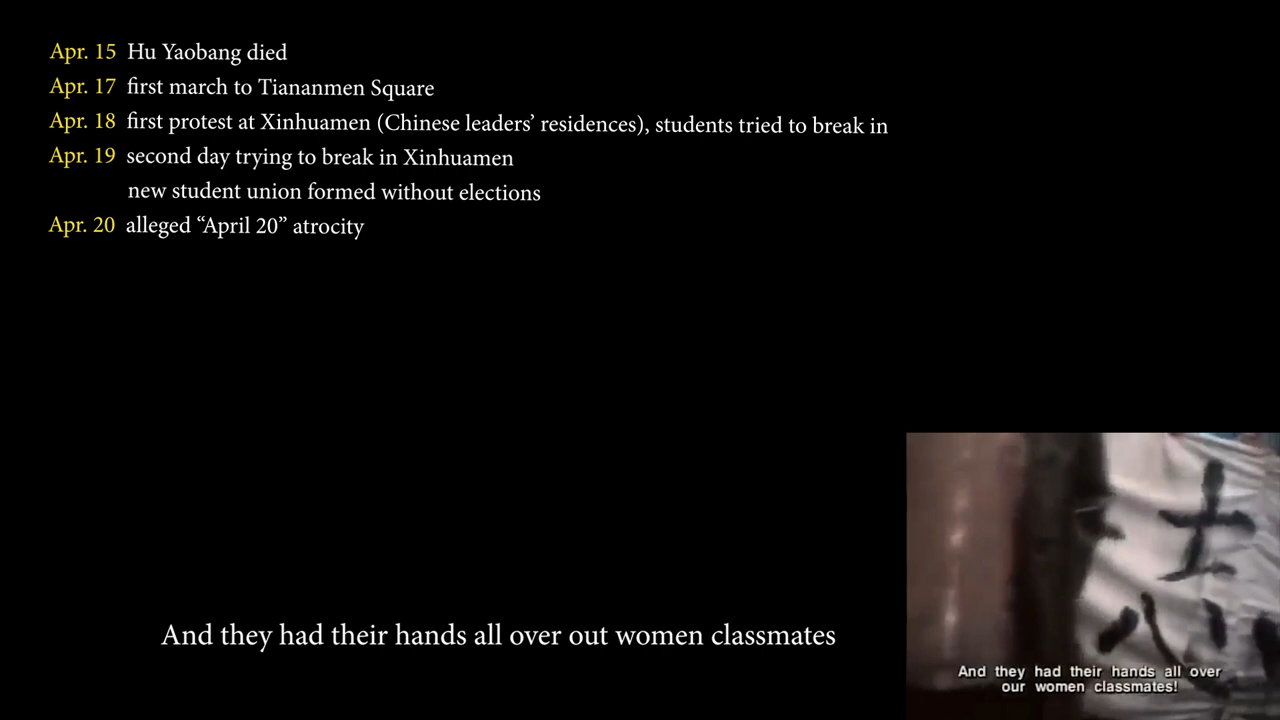 Apr. 15 Hu Yaobang died
Apr. 17 first march to Tiananmen Square
Apr. 18 first protest at Xinhuamen (Chinese leaders’ residences), students tried to break in
Apr. 19 second day trying to break in Xinhuamen
new student union formed without elections
Apr. 20 alleged “April 20” atrocity
And they had their hands all over out women classmates
And they had their hands all over
our women classmates!